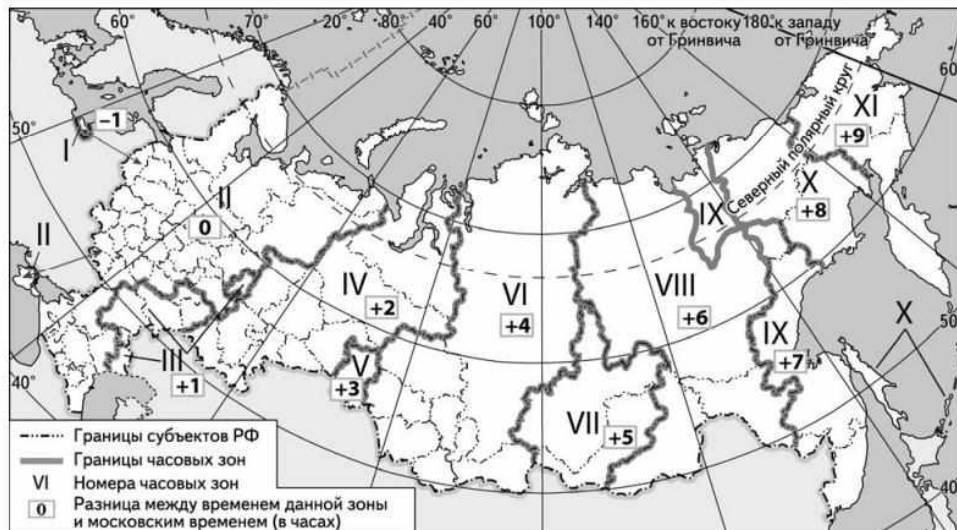 60° 20° 40° 60° 80° 100° 120° 140° 160° к востоку 180° к западу
от Гринвича от Гринвича
60°
50°
I
-1
II
0
II
40°
III
+1
IV
+2
V
+3
VI
+4
VII
+5
VIII
+6
IX
IX
+7
X
+8
XI
+9
Северный полярный круг
X
50°
40°
Границы субъектов РФ
Границы часовых зон
VI Номера часовых зон
0 Разница между временем данной зоны
и московским временем (в часах)